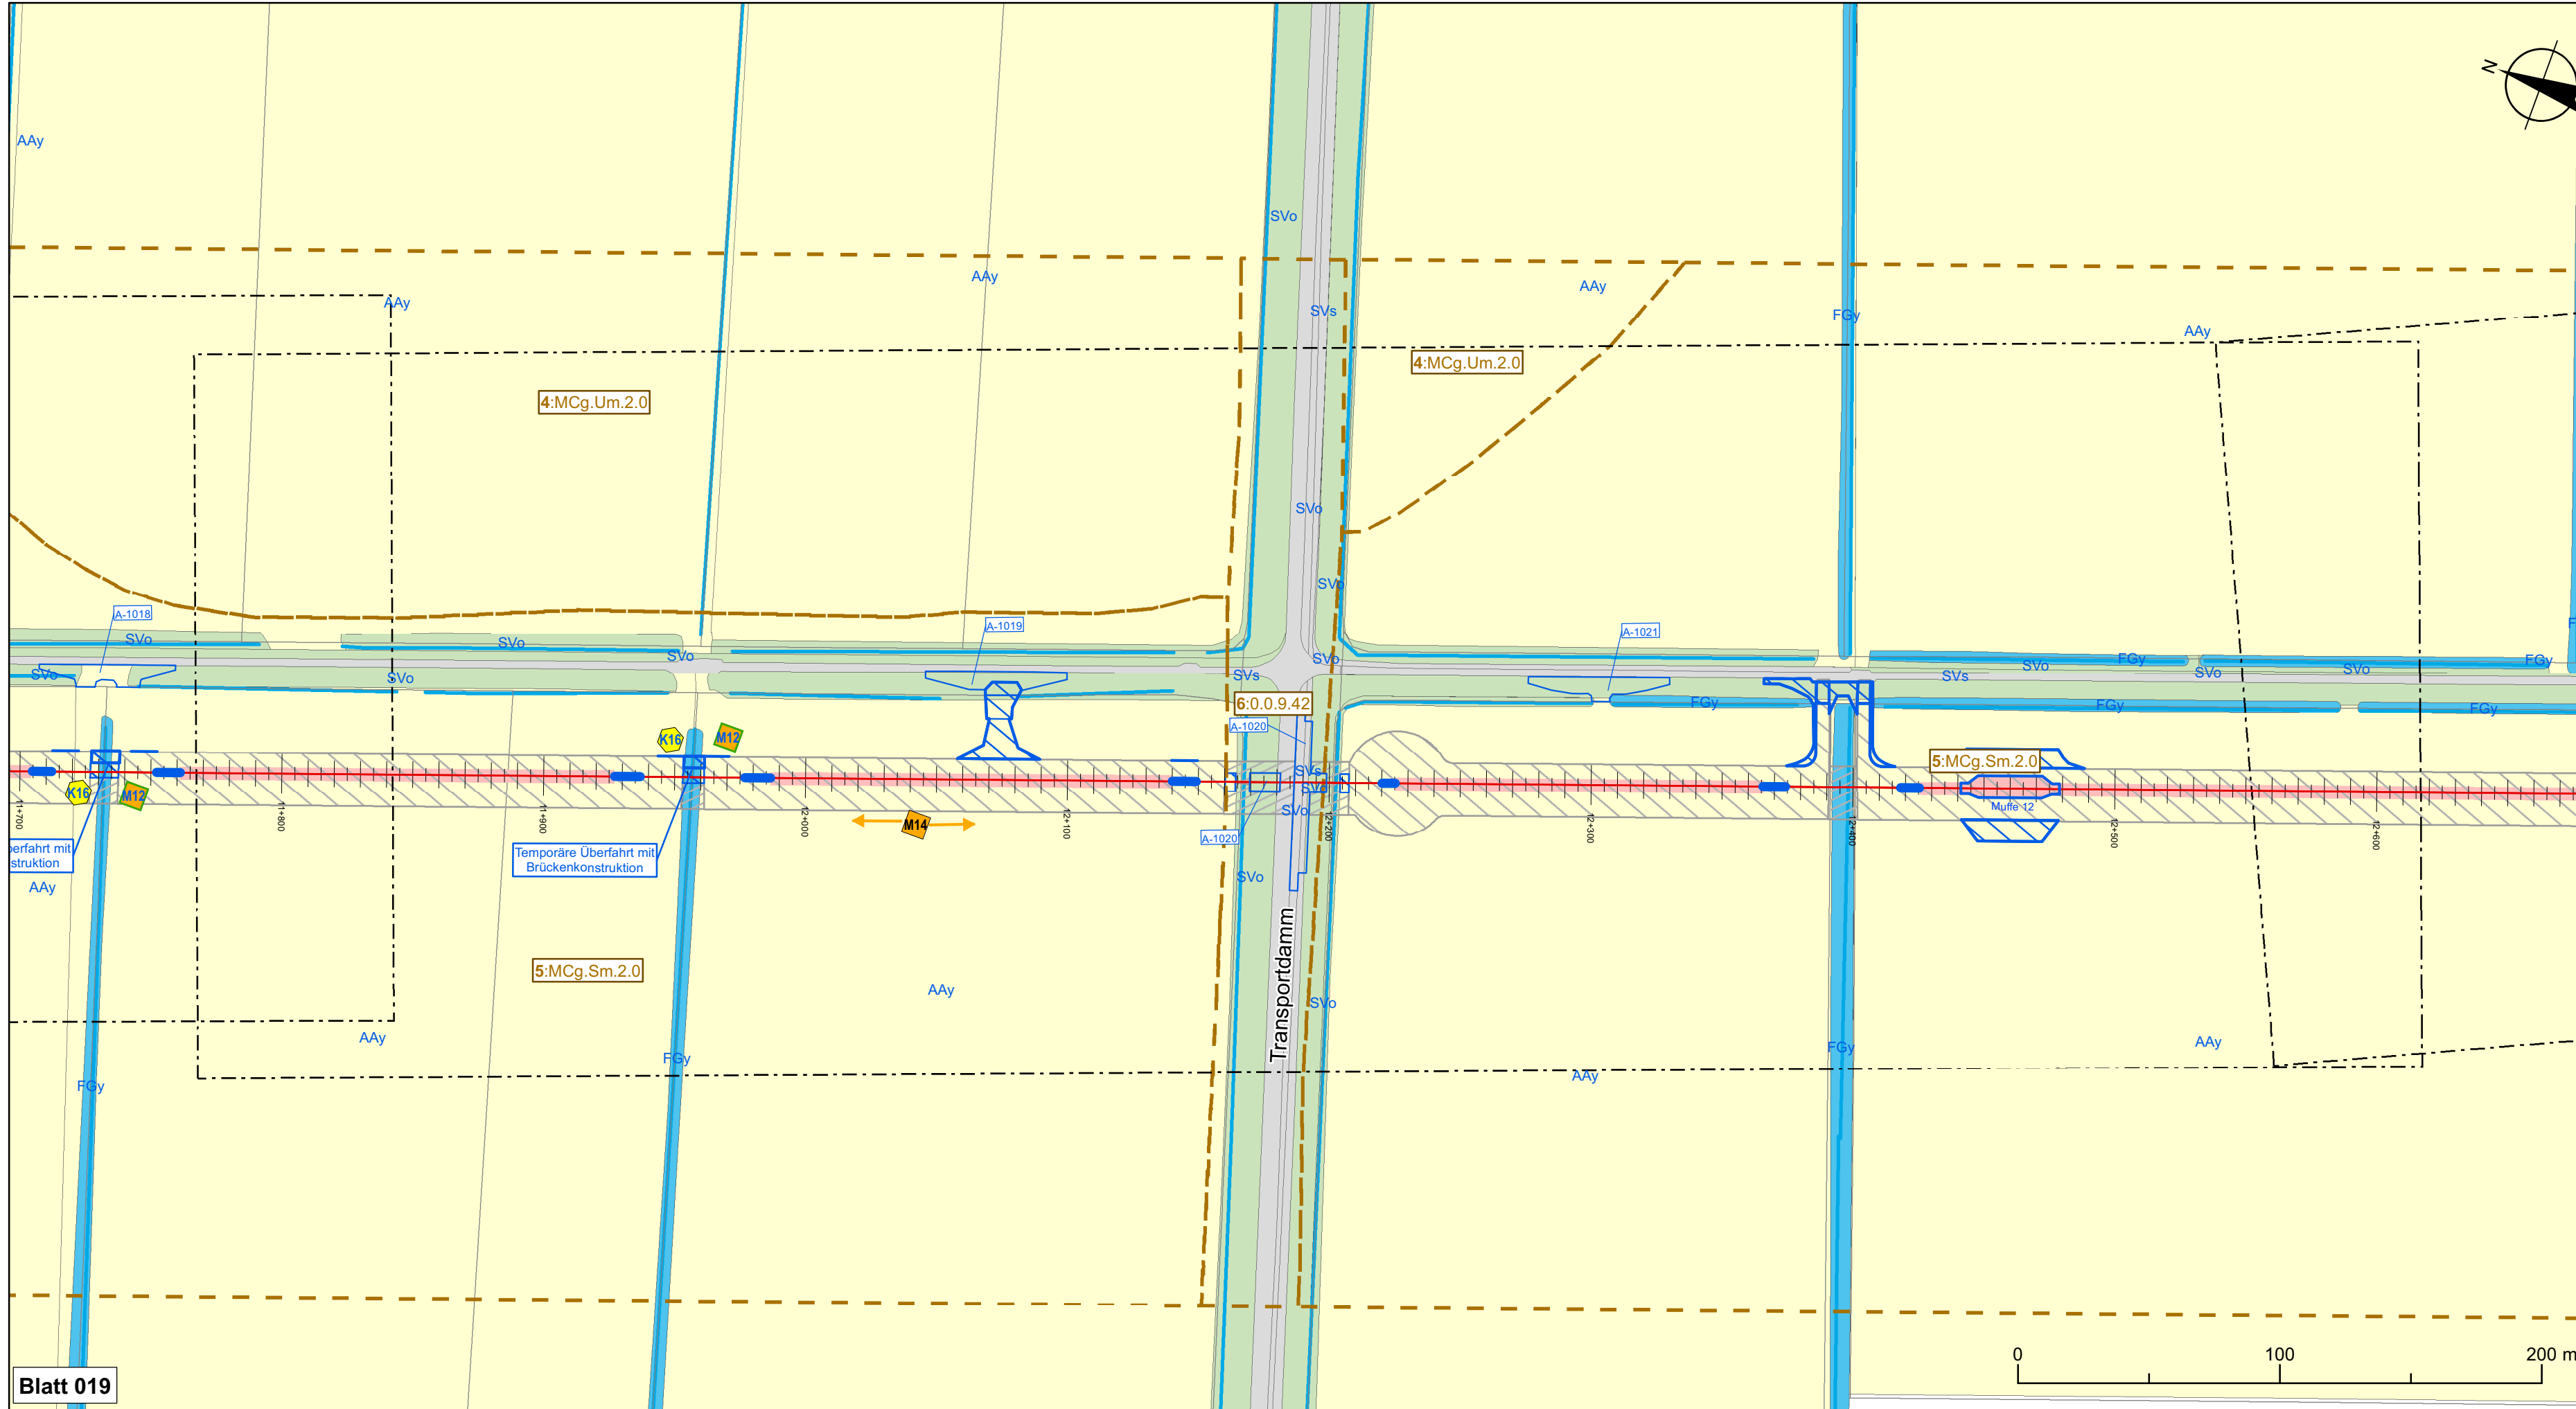 N
AAy
SVo
AAy
AAy
AAy
SVs
FGy
AAy
4:MCg.Um.2.0
4:MCg.Um.2.0
SVo
SVo
A-1018
A-1019
A-1021
SVo
SVo
SVo
SVo
SVo
FGy
SVo
FGy
SVo
SVo
SVs
SVs
SVo
SVo
FGy
FGy
FGy
6:0.0.9.42
A-1020
K16
M12
5:MCg.Sm.2.0
SVs
SVo
K16
M12
SVo
Muffe 12
M14
11+700
11+800
11+900
12+000
12+100
12+200
12+300
12+400
12+500
12+600
A-1020
erfahrt mit
struktion
Temporäre Überfahrt mit
Brückenkonstruktion
AAy
SVo
5:MCg.Sm.2.0
AAy
Transportdamm
SVo
AAy
FGy
AAy
FGy
FGy
AAy
0 100 200 m
Blatt 019